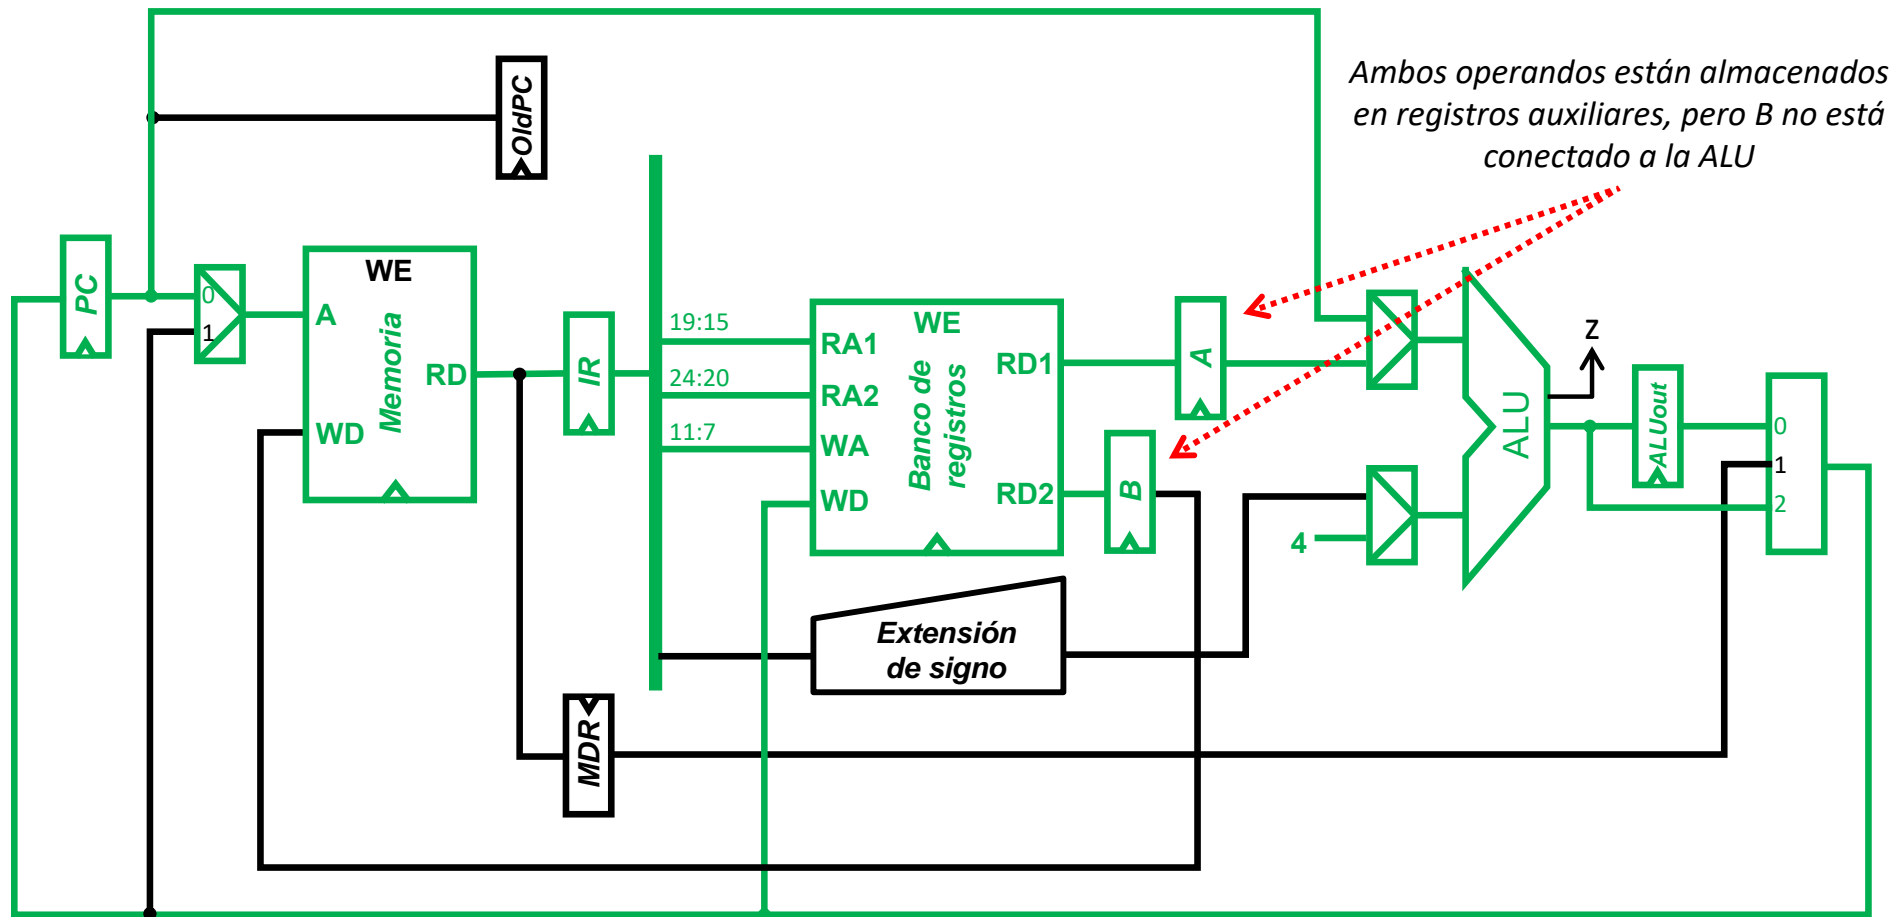 Ambos operandos están almacenados
en registros auxiliares, pero B no está
conectado a la ALU
OldPC
PC
0
1
A
WE
Memoria
RD
WD
IR
19:15
24:20
11:7
RA1
RA2
WA
WD
WE
Banco de
registros
RD1
RD2
A
B
4
ALU
Z
ALUout
0
1
2
Extensión
de signo
MDR